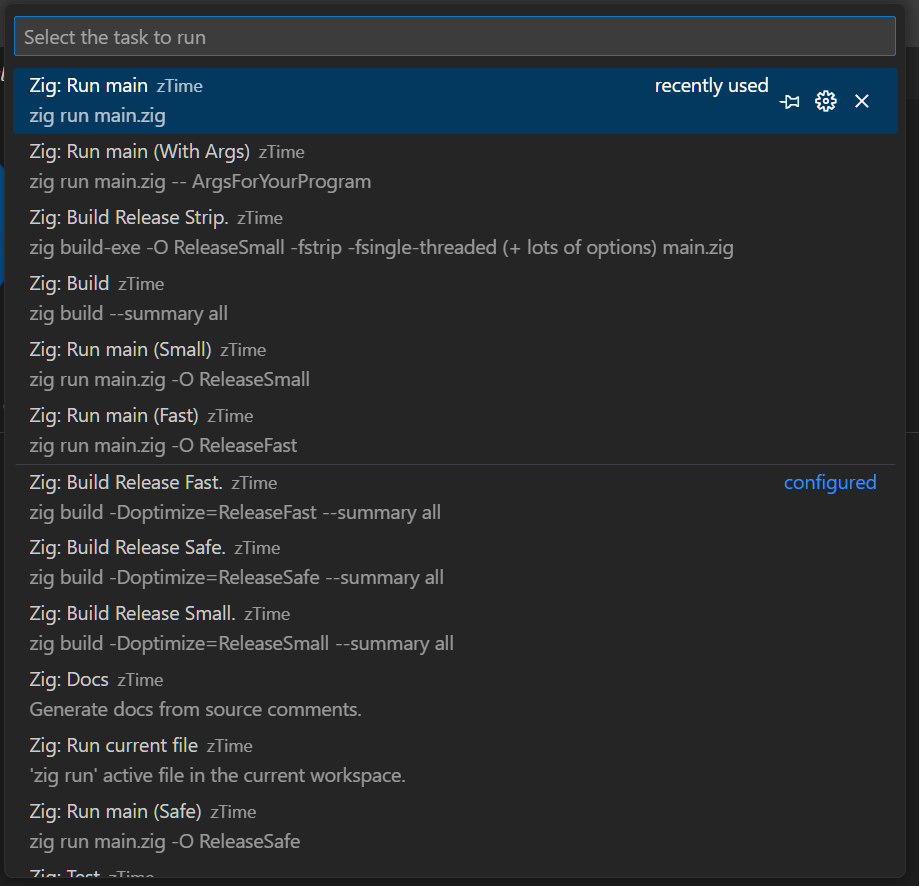 Select the task to run
Zig: Run main zTime recently used
zig run main.zig
Zig: Run main (With Args) zTime
zig run main.zig -- ArgsForYourProgram
Zig: Build Release Strip. zTime
zig build-exe -O ReleaseSmall -fstrip -fsingle-threaded (+ lots of options) main.zig
Zig: Build zTime
zig build --summary all
Zig: Run main (Small) zTime
zig run main.zig -O ReleaseSmall
Zig: Run main (Fast) zTime
zig run main.zig -O ReleaseFast
Zig: Build Release Fast. zTime configured
zig build -Doptimize=ReleaseFast --summary all
Zig: Build Release Safe. zTime
zig build -Doptimize=ReleaseSafe --summary all
Zig: Build Release Small. zTime
zig build -Doptimize=ReleaseSmall --summary all
Zig: Docs zTime
Generate docs from source comments.
Zig: Run current file zTime
'zig run' active file in the current workspace.
Zig: Run main (Safe) zTime
zig run main.zig -O ReleaseSafe
Zig: Test zTime